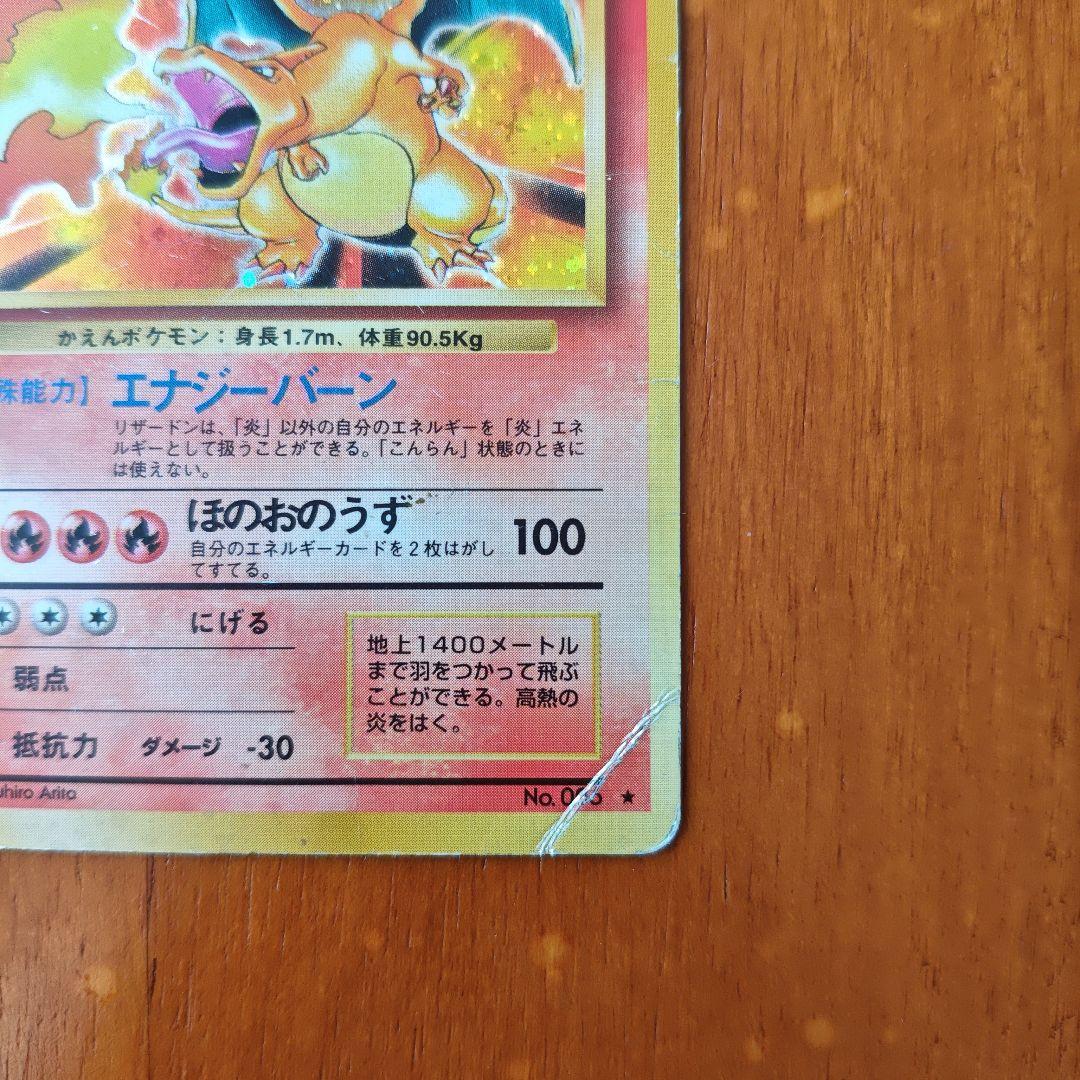 かえんポケモン：身長1.7m、体重90.5Kg
殊能力】エナジーバーン
リザードンは、「炎」以外の自分のエネルギーを「炎」エネ
ルギーとして扱うことができる。「こんらん」状態のときに
は使えない。
ほのおのうず 100
自分のエネルギーカードを2枚はがし
てすてる。
にげる
地上1400メートル
まで羽をつかって飛ぶ
ことができる。高熱の
炎をはく。
弱点
抵抗力 ダメージ -30
uhiro Arita
No. ★